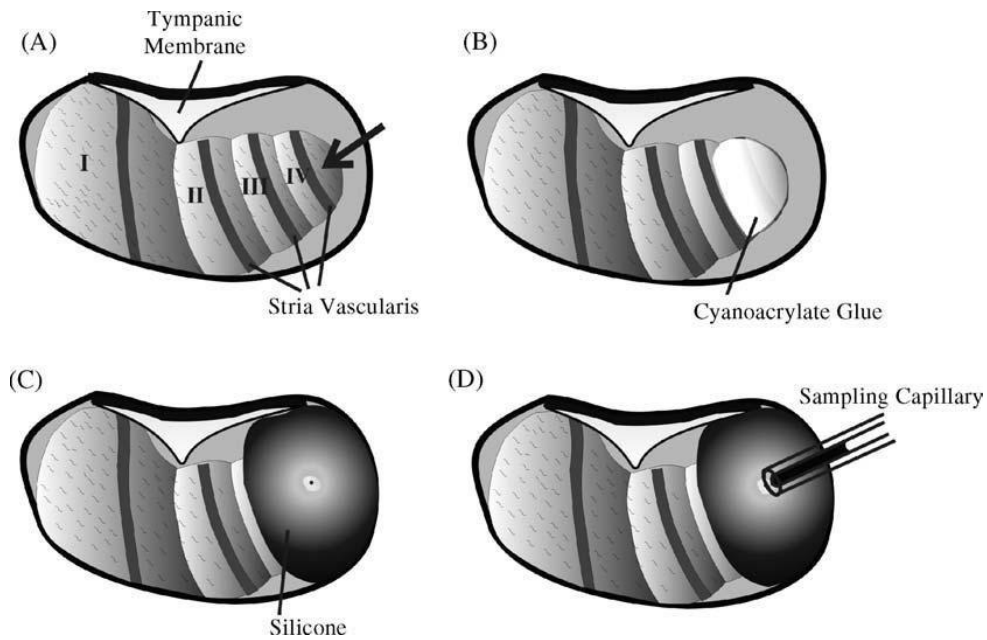 (A)
Tympanic
Membrane
I
II
III
IV
Stria Vascularis
(B)
Cyanoacrylate Glue
(C)
Silicone
(D)
Sampling Capillary